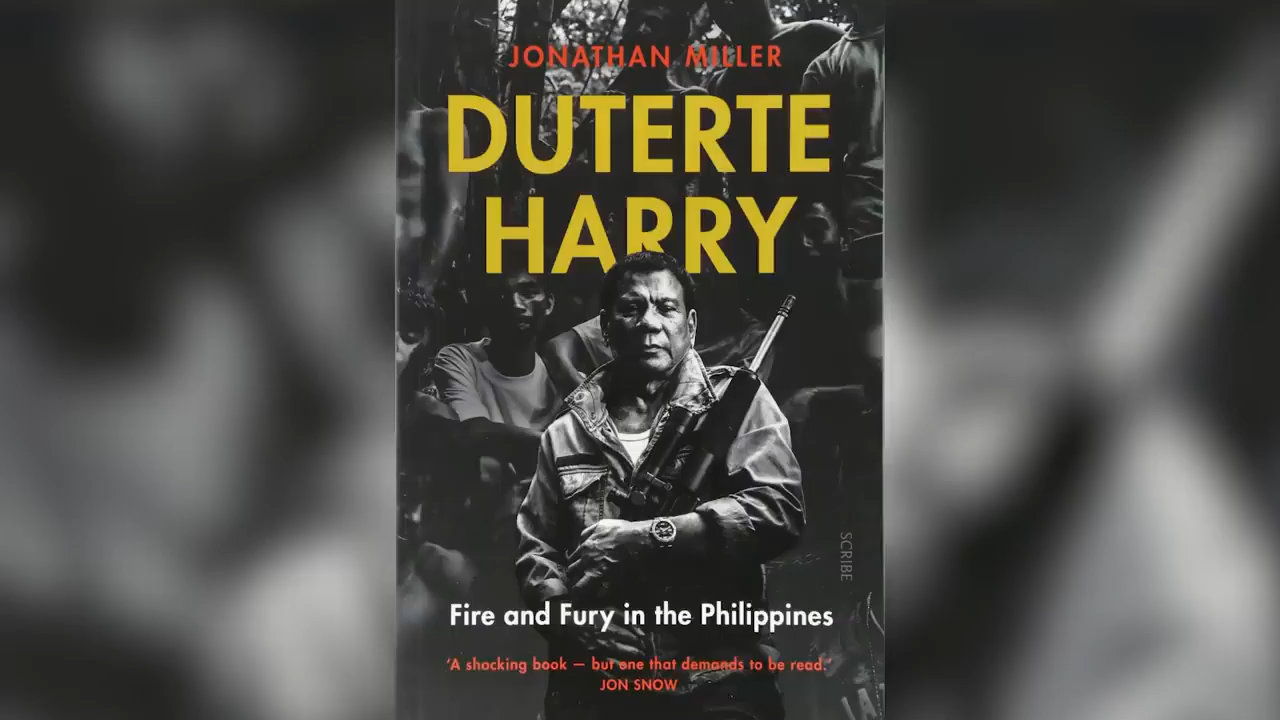 JONATHAN MILLER
DUTERTE
HARRY
SCRIBE
Fire and Fury in the Philippines
‘A shocking book — but one that demands to be read.’
JON SNOW